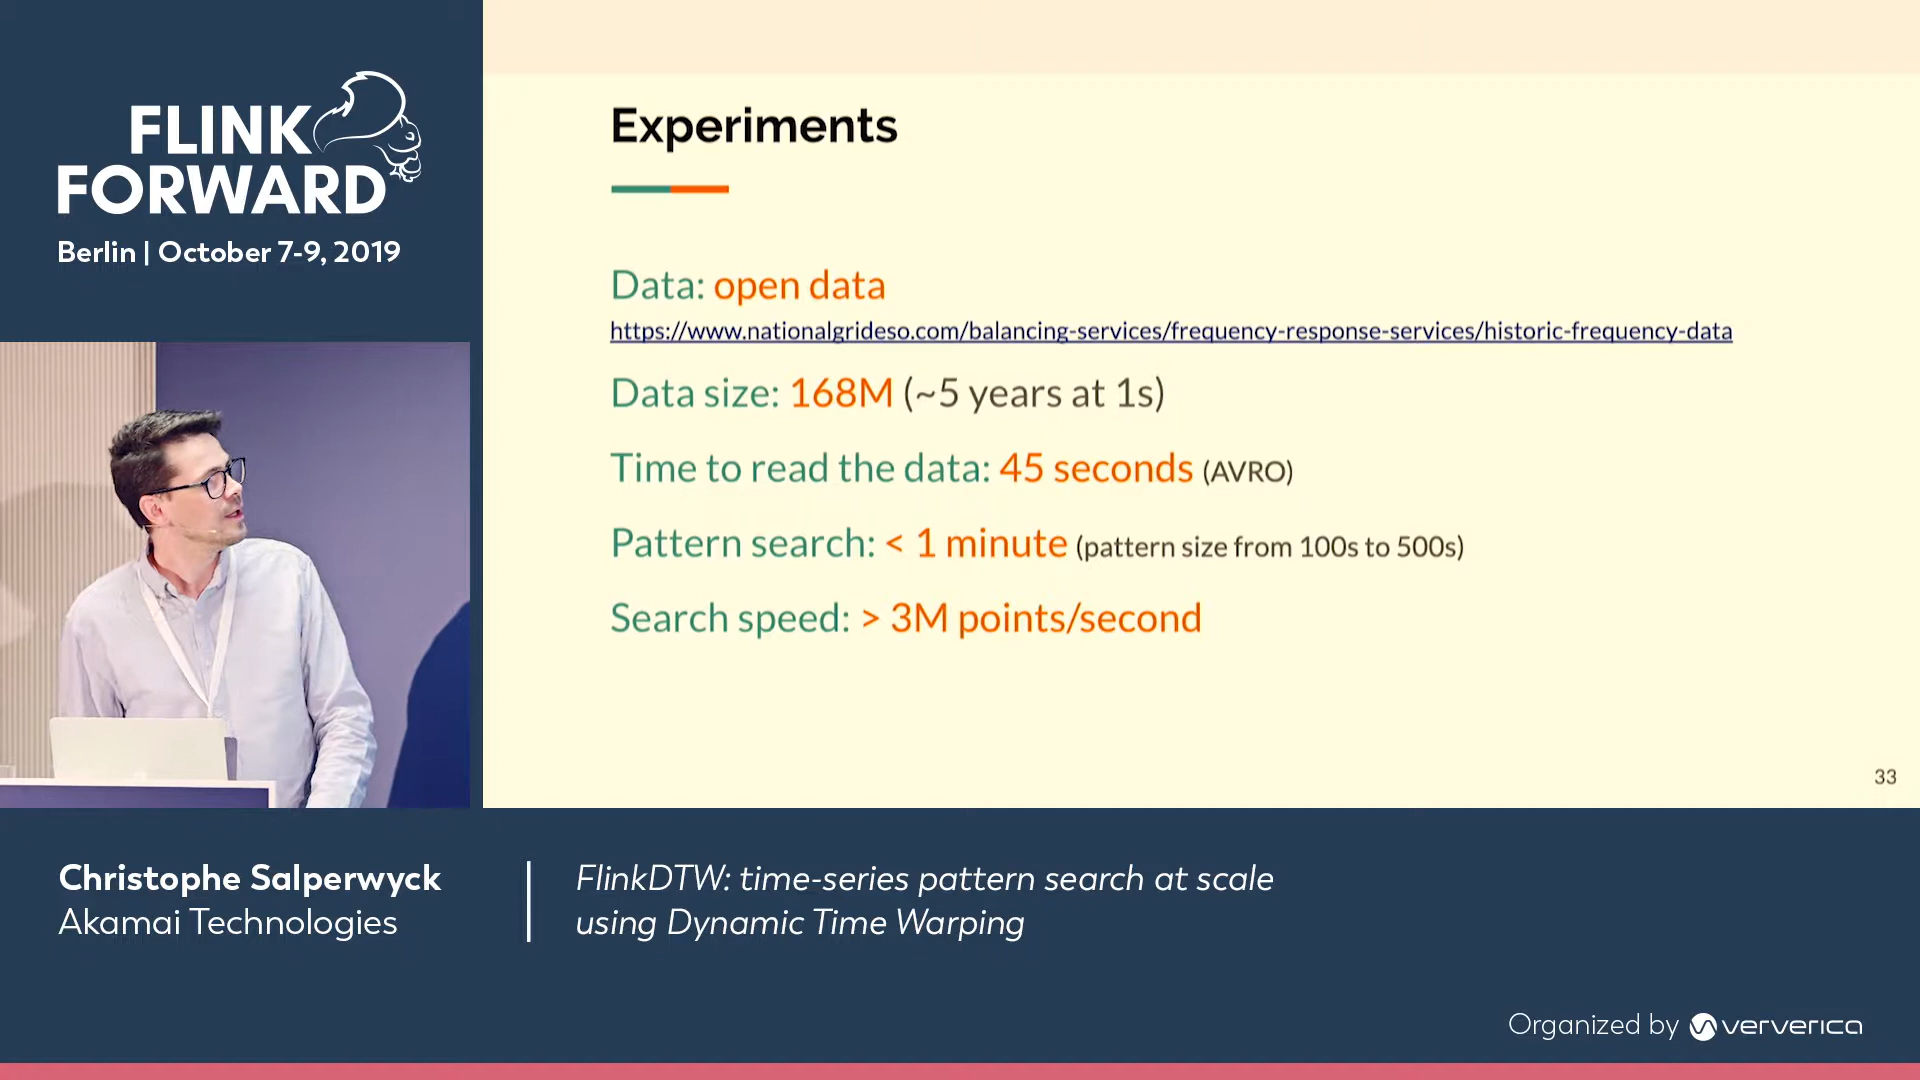 FLINK
FORWARD
Berlin | October 7-9, 2019
Experiments
Data: open data
https://www.nationalgrideso.com/balancing-services/frequency-response-services/historic-frequency-data
Data size: 168M (~5 years at 1s)
Time to read the data: 45 seconds (AVRO)
Pattern search: < 1 minute (pattern size from 100s to 500s)
Search speed: > 3M points/second
33
Christophe Salperwyck
Akamai Technologies
FlinkDTW: time-series pattern search at scale
using Dynamic Time Warping
Organized by ververica